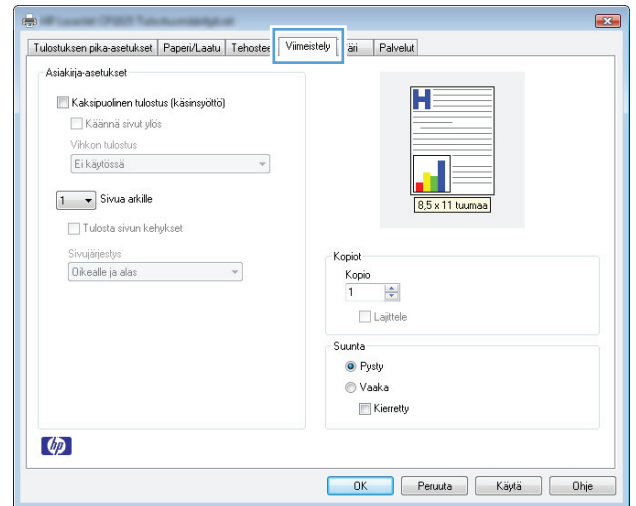 Tulostuksen pika-asetukset Paperi/Laatu Tehostee Viimeistely äri Palvelut
Asiakirja-asetukset
Kaksipuolinen tulostus (käsinsyöttö)
Käännä sivut ylös
Vihkon tulostus
Ei käytössä
1 Sivua arkille
Tulosta sivun kehykset
Sivujärjestys
Oikealle ja alas
H
8,5 x 11 tuumaa
Kopiot
Kopio
1
Lajittele
Suunta
Pysty
Vaaka
Kierretty
hp
OK Peruuta Käytä Ohje